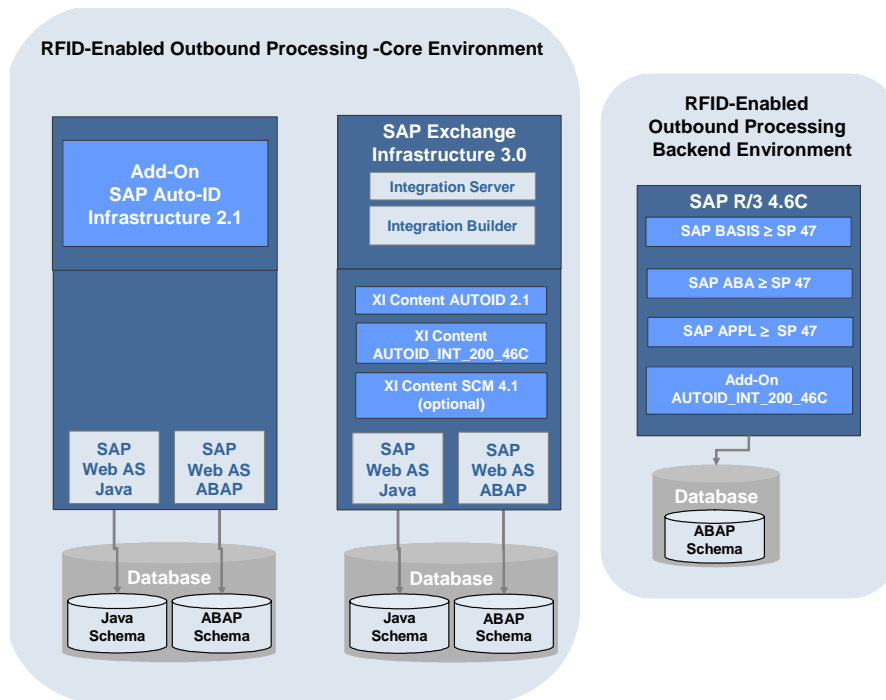 RFID-Enabled Outbound Processing -Core Environment
Add-On
SAP Auto-ID
Infrastructure 2.1
SAP
Web AS
Java
SAP
Web AS
ABAP
Database
Java
Schema
ABAP
Schema
SAP Exchange
Infrastructure 3.0
Integration Server
Integration Builder
XI Content AUTOID 2.1
XI Content
AUTOID_INT_200_46C
XI Content SCM 4.1
(optional)
SAP
Web AS
Java
SAP
Web AS
ABAP
Database
Java
Schema
ABAP
Schema
RFID-Enabled
Outbound Processing
Backend Environment
SAP R/3 4.6C
SAP BASIS ≥ SP 47
SAP ABA ≥ SP 47
SAP APPL ≥ SP 47
Add-On
AUTOID_INT_200_46C
Database
ABAP
Schema